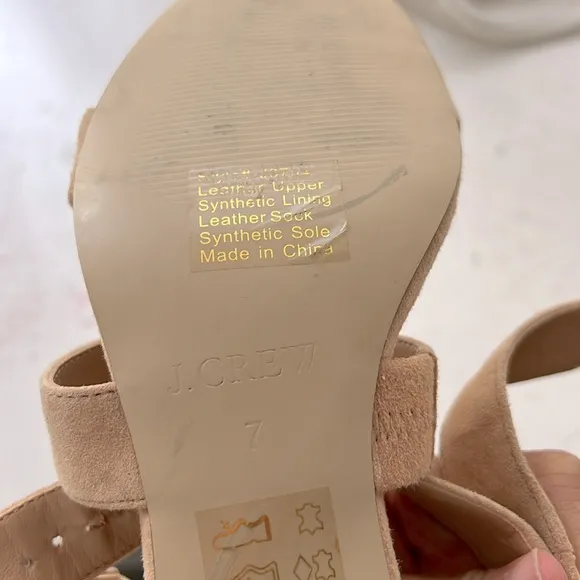 Leather Upper
Synthetic Lining
Leather Sock
Synthetic Sole
Made in China
J.CREW
7